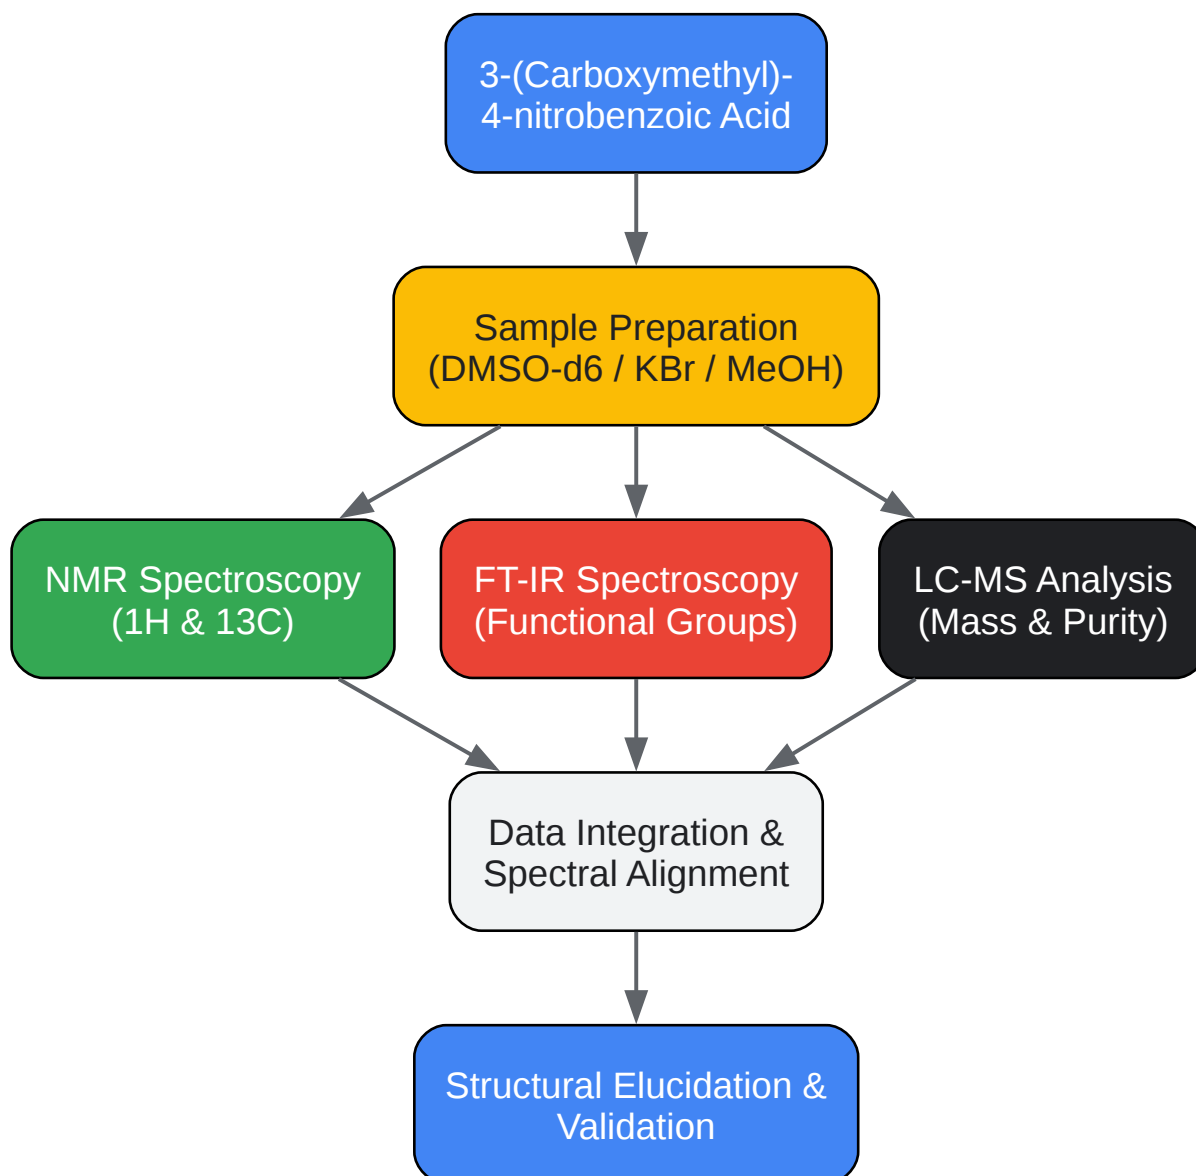 3-(Carboxymethyl)-
4-nitrobenzoic Acid
Sample Preparation
(DMSO-d6 / KBr / MeOH)
NMR Spectroscopy
(1H & 13C)
FT-IR Spectroscopy
(Functional Groups)
LC-MS Analysis
(Mass & Purity)
Data Integration &
Spectral Alignment
Structural Elucidation &
Validation